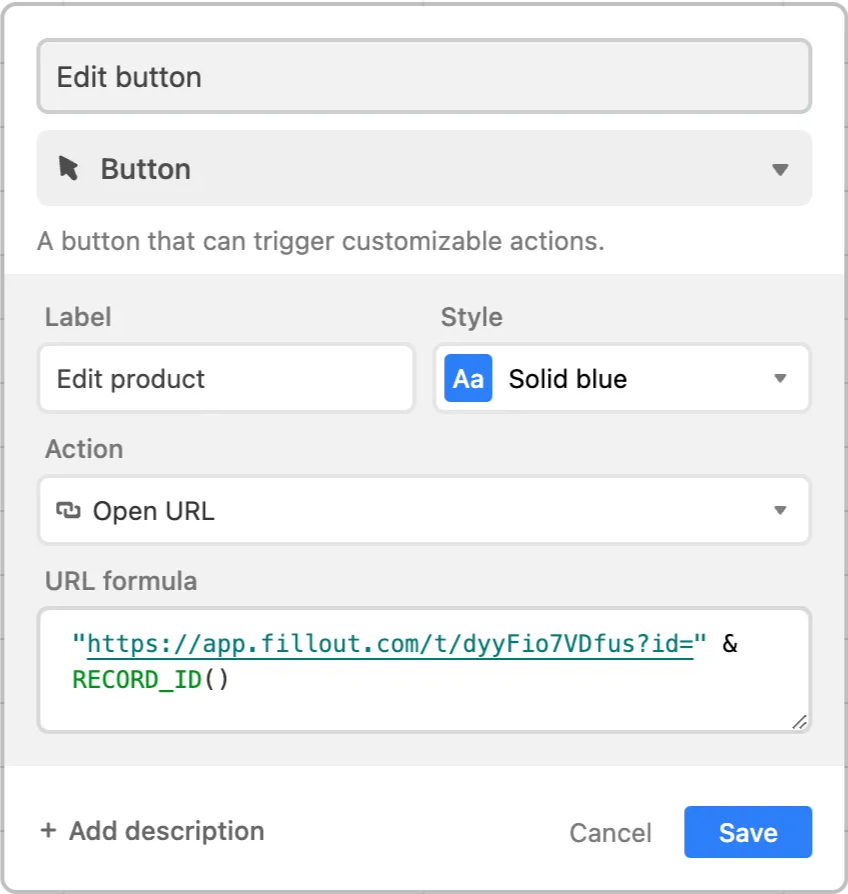 Edit button
Button
A button that can trigger customizable actions.
Label
Style
Edit product
Aa Solid blue
Action
Open URL
URL formula
"https://app.fillout.com/t/dyyFio7VDfus?id=" &
RECORD_ID()
+ Add description
Cancel
Save